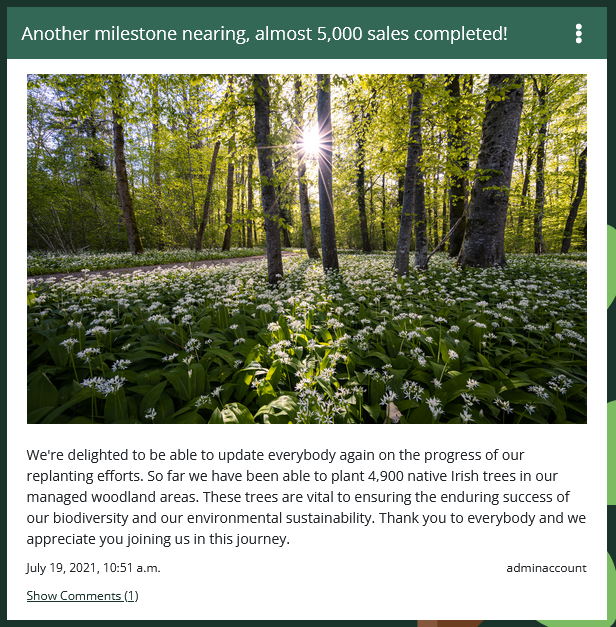 Another milestone nearing, almost 5,000 sales completed!
We're delighted to be able to update everybody again on the progress of our
replanting efforts. So far we have been able to plant 4,900 native Irish trees in our
managed woodland areas. These trees are vital to ensuring the enduring success of
our biodiversity and our environmental sustainability. Thank you to everybody and we
appreciate you joining us in this journey.
July 19, 2021, 10:51 a.m. adminaccount
Show Comments (1)